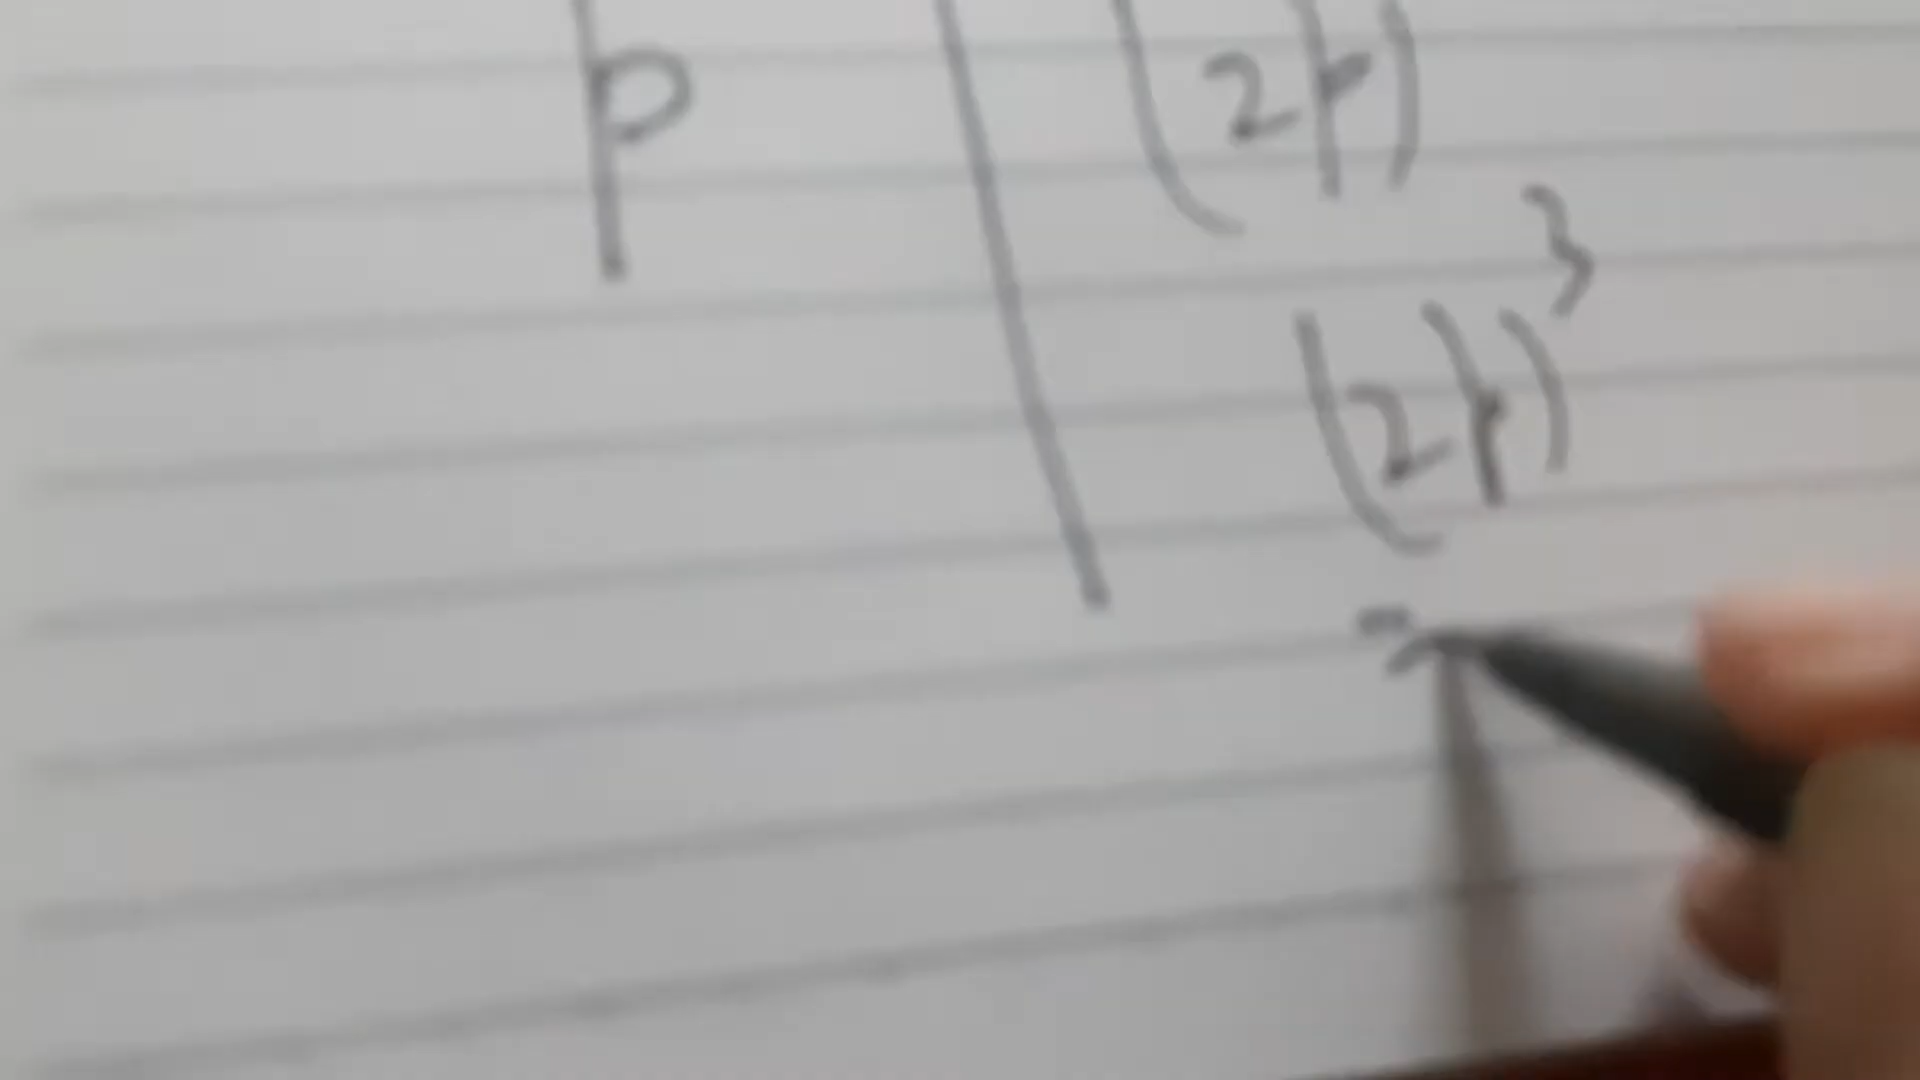 p | (2p)
(2p)³
=